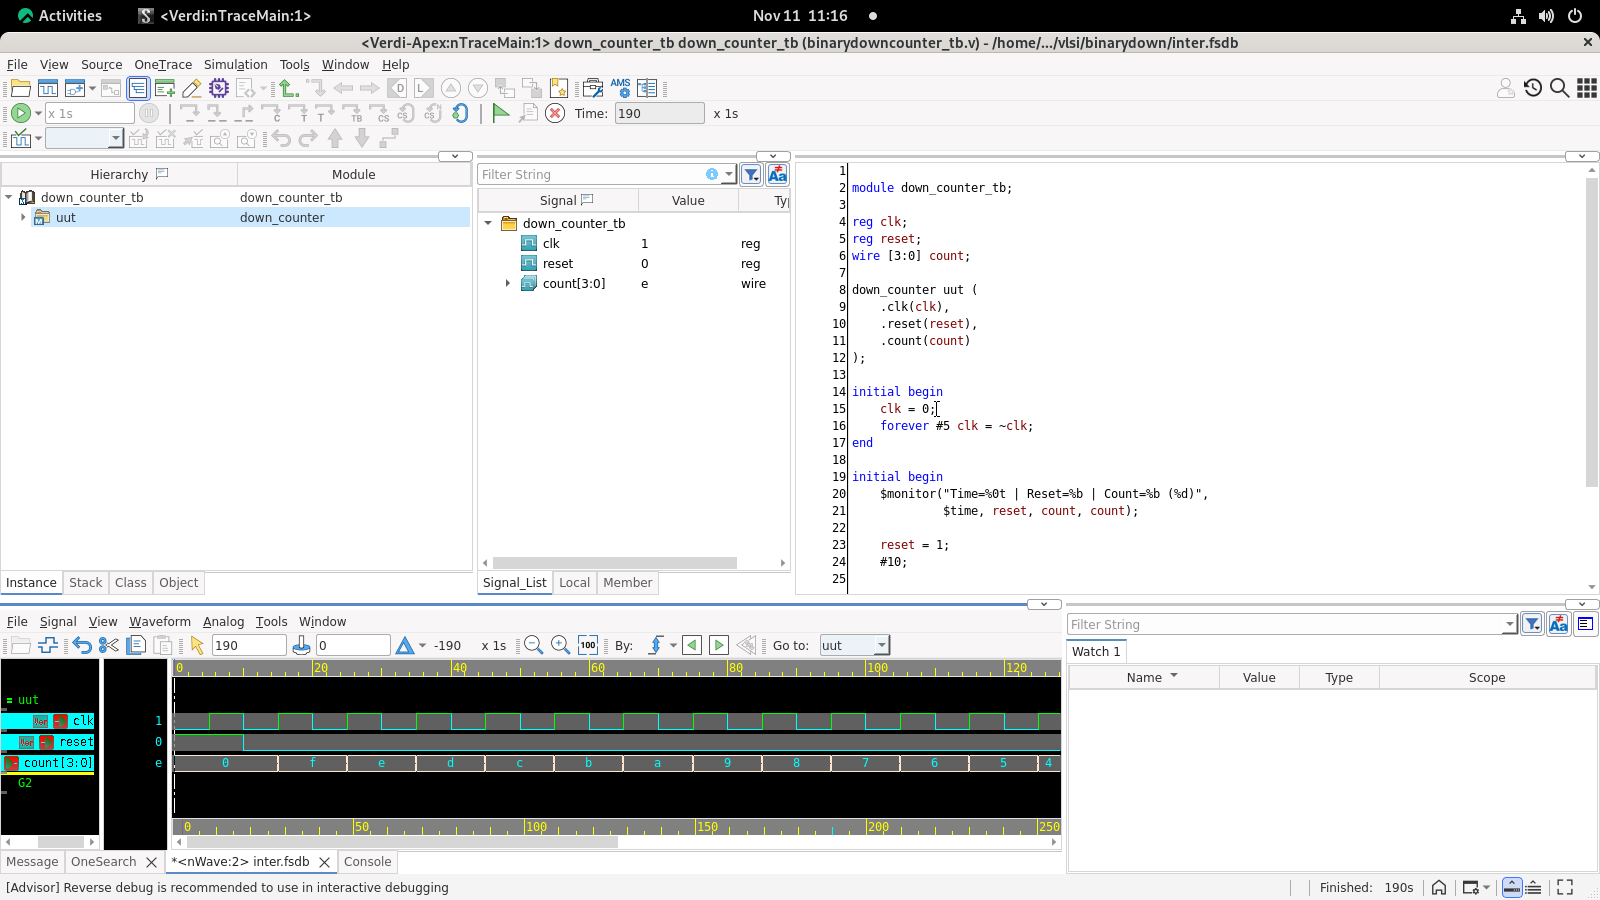 Activities
<Verdi:nTraceMain:1>
Nov 11 11:16
<Verdi-Apex:nTraceMain:1> down_counter_tb down_counter_tb (binarydowncounter_tb.v) - /home/.../vlsi/binarydown/inter.fsdb
File View Source OneTrace Simulation Tools Window Help
D L AMS
x 1s C T T TB CS CS CS Time: 190 x 1s
Hierarchy Module
down_counter_tb down_counter_tb
uut down_counter
Instance Stack Class Object
Filter String Aa
Signal Value Ty
down_counter_tb
clk 1 reg
reset 0 reg
count[3:0] e wire
Signal_List Local Member
1
2 module down_counter_tb;
3
4 reg clk;
5 reg reset;
6 wire [3:0] count;
7
8 down_counter uut (
9 .clk(clk),
10 .reset(reset),
11 .count(count)
12 );
13
14 initial begin
15 clk = 0;
16 forever #5 clk = ~clk;
17 end
18
19 initial begin
20 $monitor("Time=%0t | Reset=%b | Count=%b (%d)",
21 $time, reset, count, count);
22
23 reset = 1;
24 #10;
25
File Signal View Waveform Analog Tools Window
190 0 -190 x 1s 100 By: Go to: uut
0 20 40 60 80 100 120
= uut
clk 1
reset 0
count[3:0] e 0 f e d c b a 9 8 7 6 5 4
G2
0 50 100 150 200 250
Message OneSearch *<nWave:2> inter.fsdb Console
Filter String Aa
Watch 1
Name Value Type Scope
[Advisor] Reverse debug is recommended to use in interactive debugging
Finished: 190s